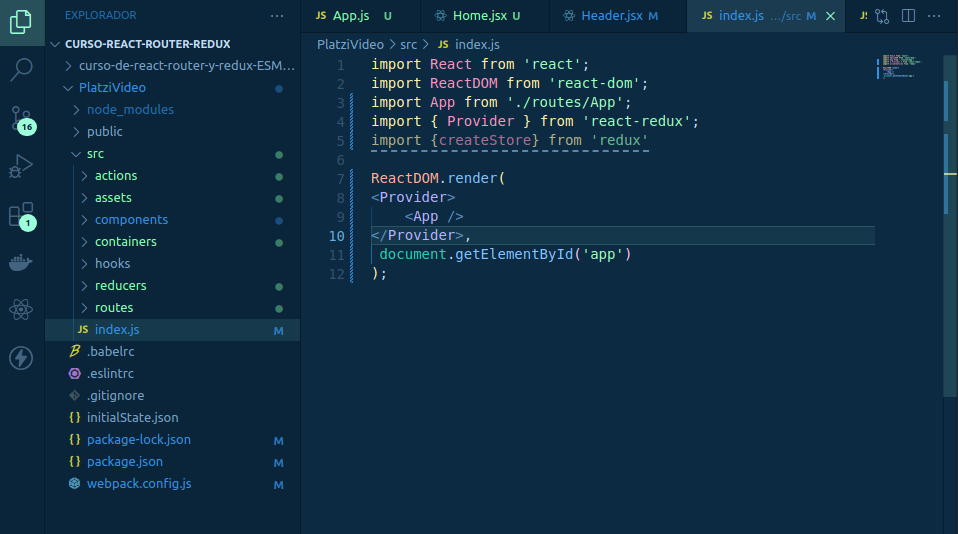 EXPLORADOR
···
CURSO-REACT-ROUTER-REDUX
curso-de-react-router-y-redux-ESM...
PlatziVideo
node_modules
public
src
actions
assets
components
containers
hooks
reducers
routes
JS index.js M
.babelrc
.eslintrc
.gitignore
{} initialState.json
{} package-lock.json M
{} package.json M
webpack.config.js M
16
1
JS App.js U
Home.jsx U
Header.jsx M
JS index.js .../src M ×
JS
···
PlatziVideo > src > JS index.js
1 import React from 'react';
2 import ReactDOM from 'react-dom';
3 import App from './routes/App';
4 import { Provider } from 'react-redux';
5 import {createStore} from 'redux'
6
7 ReactDOM.render(
8 <Provider>
9 <App />
10 </Provider>,
11 document.getElementById('app')
12 );